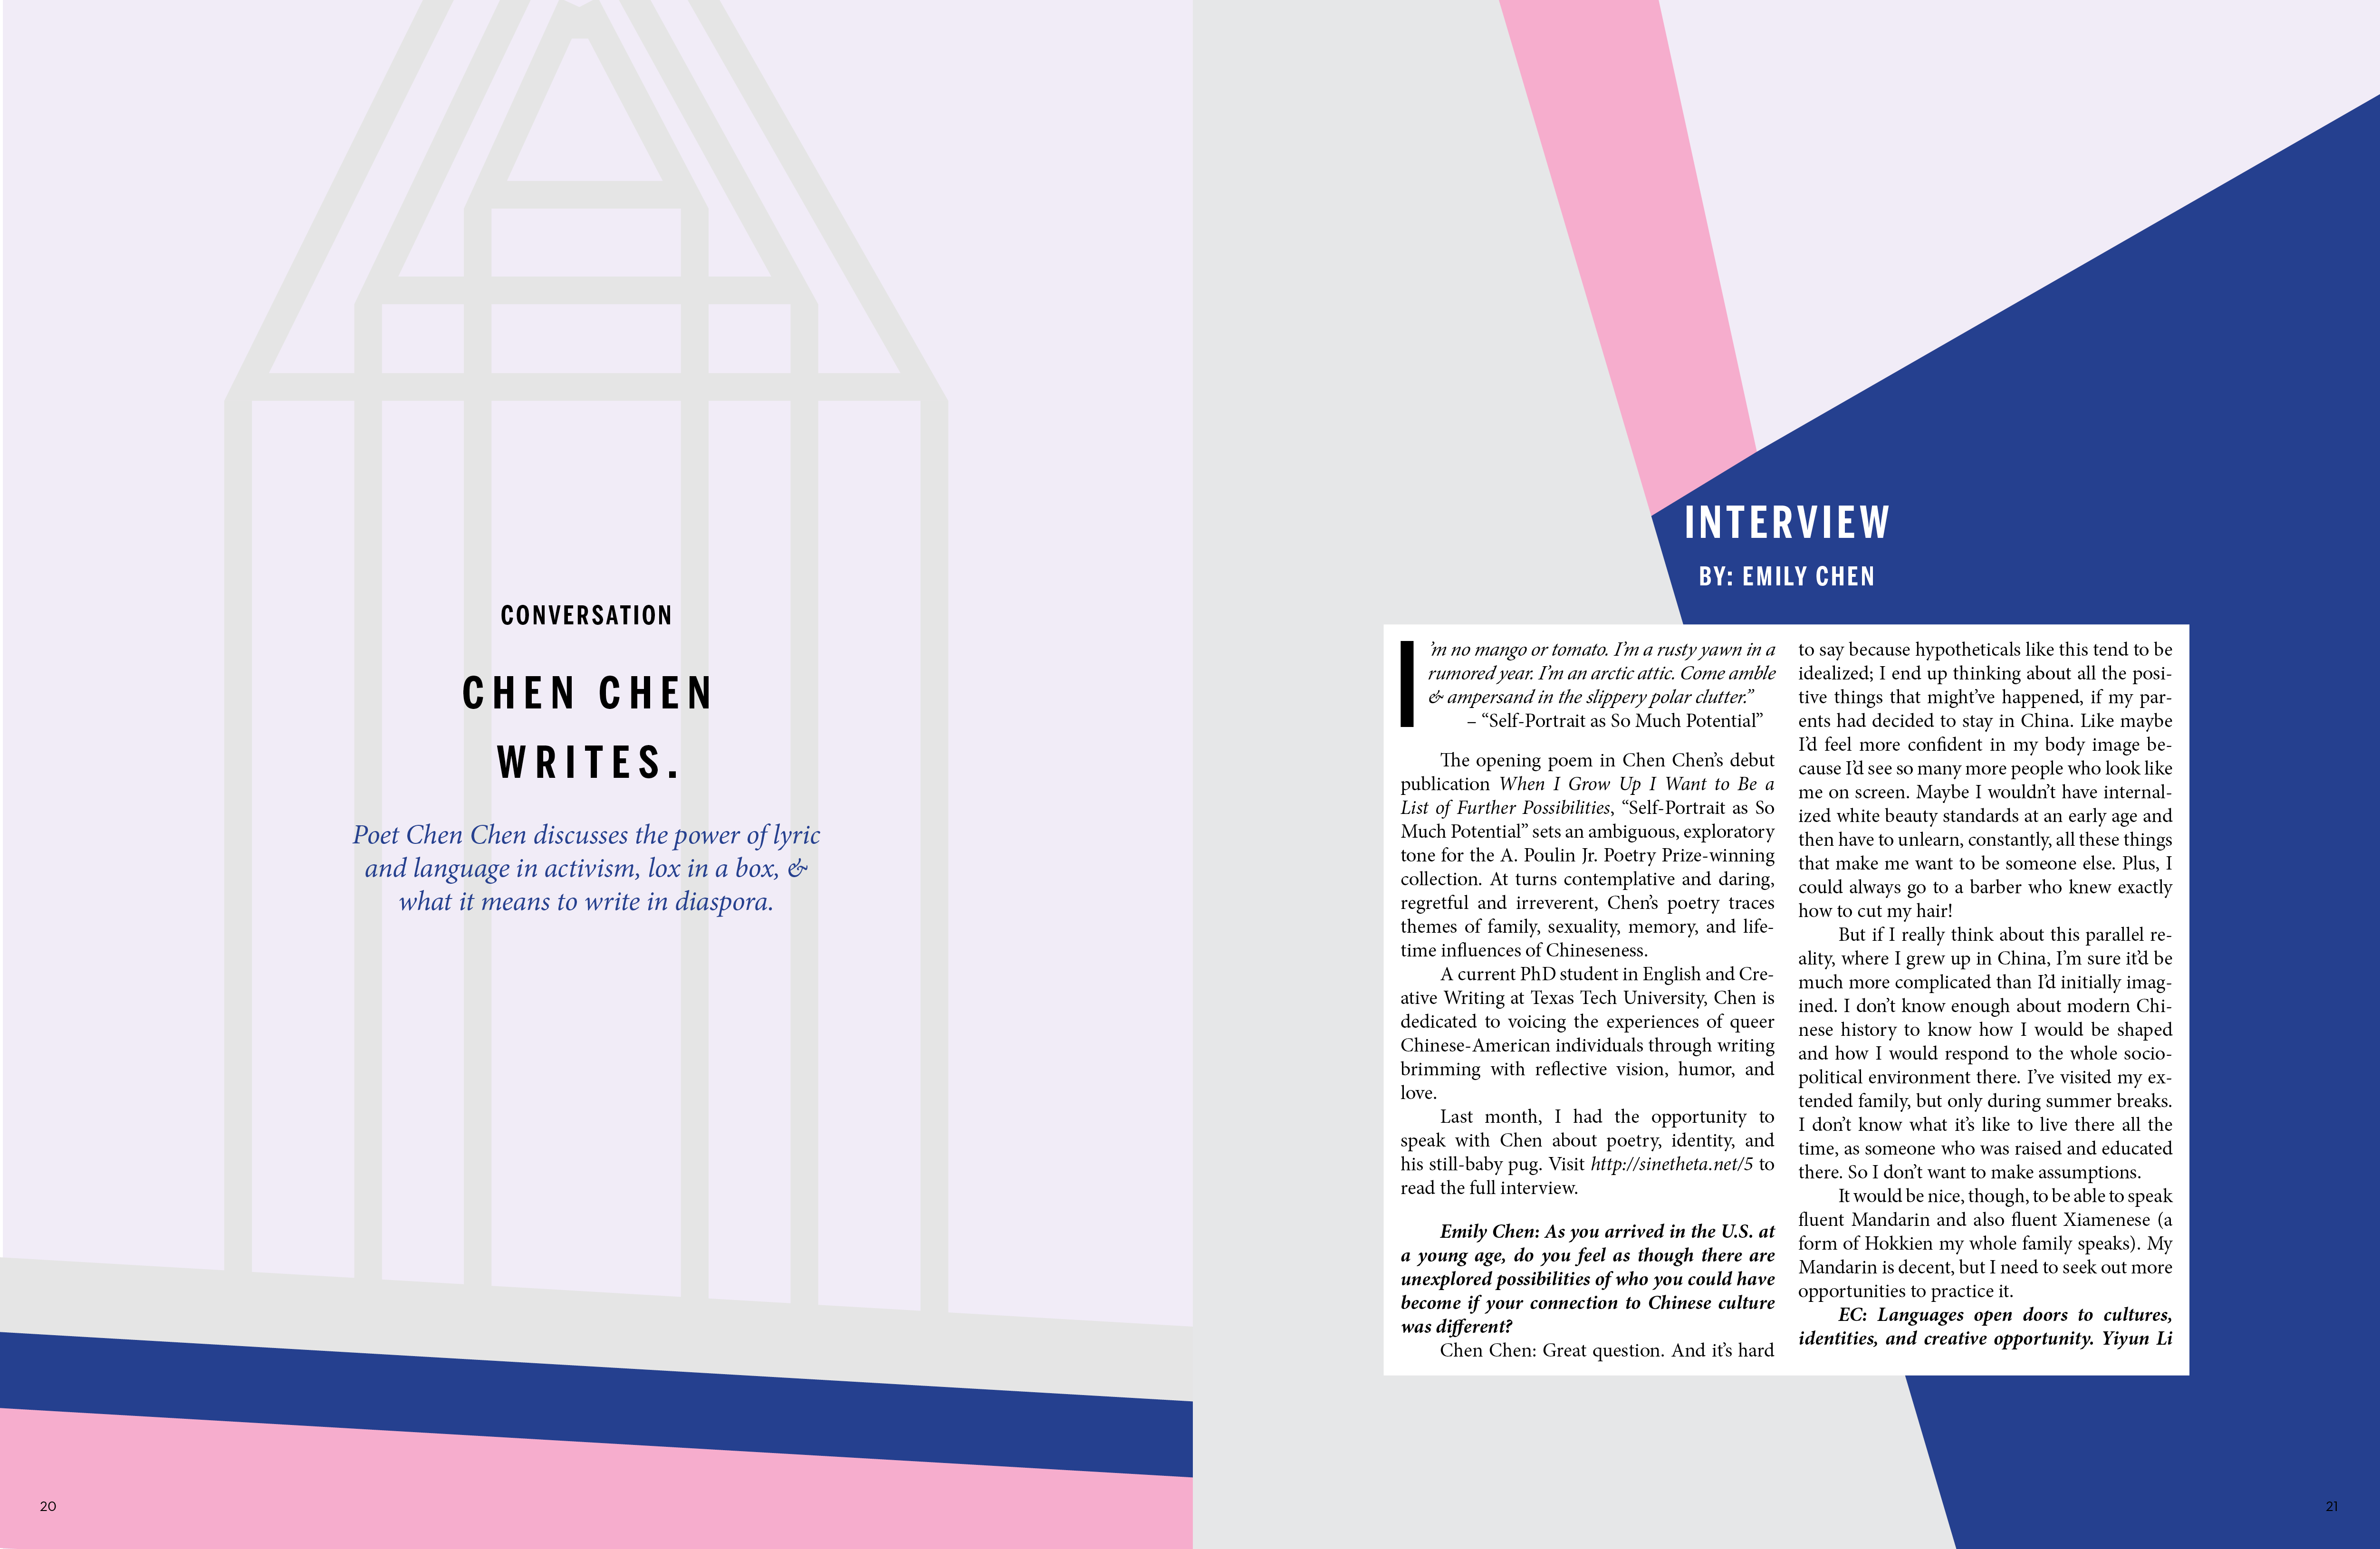 CONVERSATION
CHEN CHEN
WRITES.
Poet Chen Chen discusses the power of lyric
and language in activism, lox in a box, &
what it means to write in diaspora.
20
INTERVIEW
BY: EMILY CHEN
I’m no mango or tomato. I’m a rusty yawn in a
rumored year. I’m an arctic attic. Come amble
& ampersand in the slippery polar clutter.”
– “Self-Portrait as So Much Potential”
The opening poem in Chen Chen’s debut
publication When I Grow Up I Want to Be a
List of Further Possibilities, “Self-Portrait as So
Much Potential” sets an ambiguous, exploratory
tone for the A. Poulin Jr. Poetry Prize-winning
collection. At turns contemplative and daring,
regretful and irreverent, Chen’s poetry traces
themes of family, sexuality, memory, and life-
time influences of Chineseness.
A current PhD student in English and Cre-
ative Writing at Texas Tech University, Chen is
dedicated to voicing the experiences of queer
Chinese-American individuals through writing
brimming with reflective vision, humor, and
love.
Last month, I had the opportunity to
speak with Chen about poetry, identity, and
his still-baby pug. Visit http://sinetheta.net/5 to
read the full interview.
Emily Chen: As you arrived in the U.S. at
a young age, do you feel as though there are
unexplored possibilities of who you could have
become if your connection to Chinese culture
was different?
Chen Chen: Great question. And it’s hard
to say because hypotheticals like this tend to be
idealized; I end up thinking about all the posi-
tive things that might’ve happened, if my par-
ents had decided to stay in China. Like maybe
I’d feel more confident in my body image be-
cause I’d see so many more people who look like
me on screen. Maybe I wouldn’t have internal-
ized white beauty standards at an early age and
then have to unlearn, constantly, all these things
that make me want to be someone else. Plus, I
could always go to a barber who knew exactly
how to cut my hair!
But if I really think about this parallel re-
ality, where I grew up in China, I’m sure it’d be
much more complicated than I’d initially imag-
ined. I don’t know enough about modern Chi-
nese history to know how I would be shaped
and how I would respond to the whole socio-
political environment there. I’ve visited my ex-
tended family, but only during summer breaks.
I don’t know what it’s like to live there all the
time, as someone who was raised and educated
there. So I don’t want to make assumptions.
It would be nice, though, to be able to speak
fluent Mandarin and also fluent Xiamenese (a
form of Hokkien my whole family speaks). My
Mandarin is decent, but I need to seek out more
opportunities to practice it.
EC: Languages open doors to cultures,
identities, and creative opportunity. Yiyun Li
21